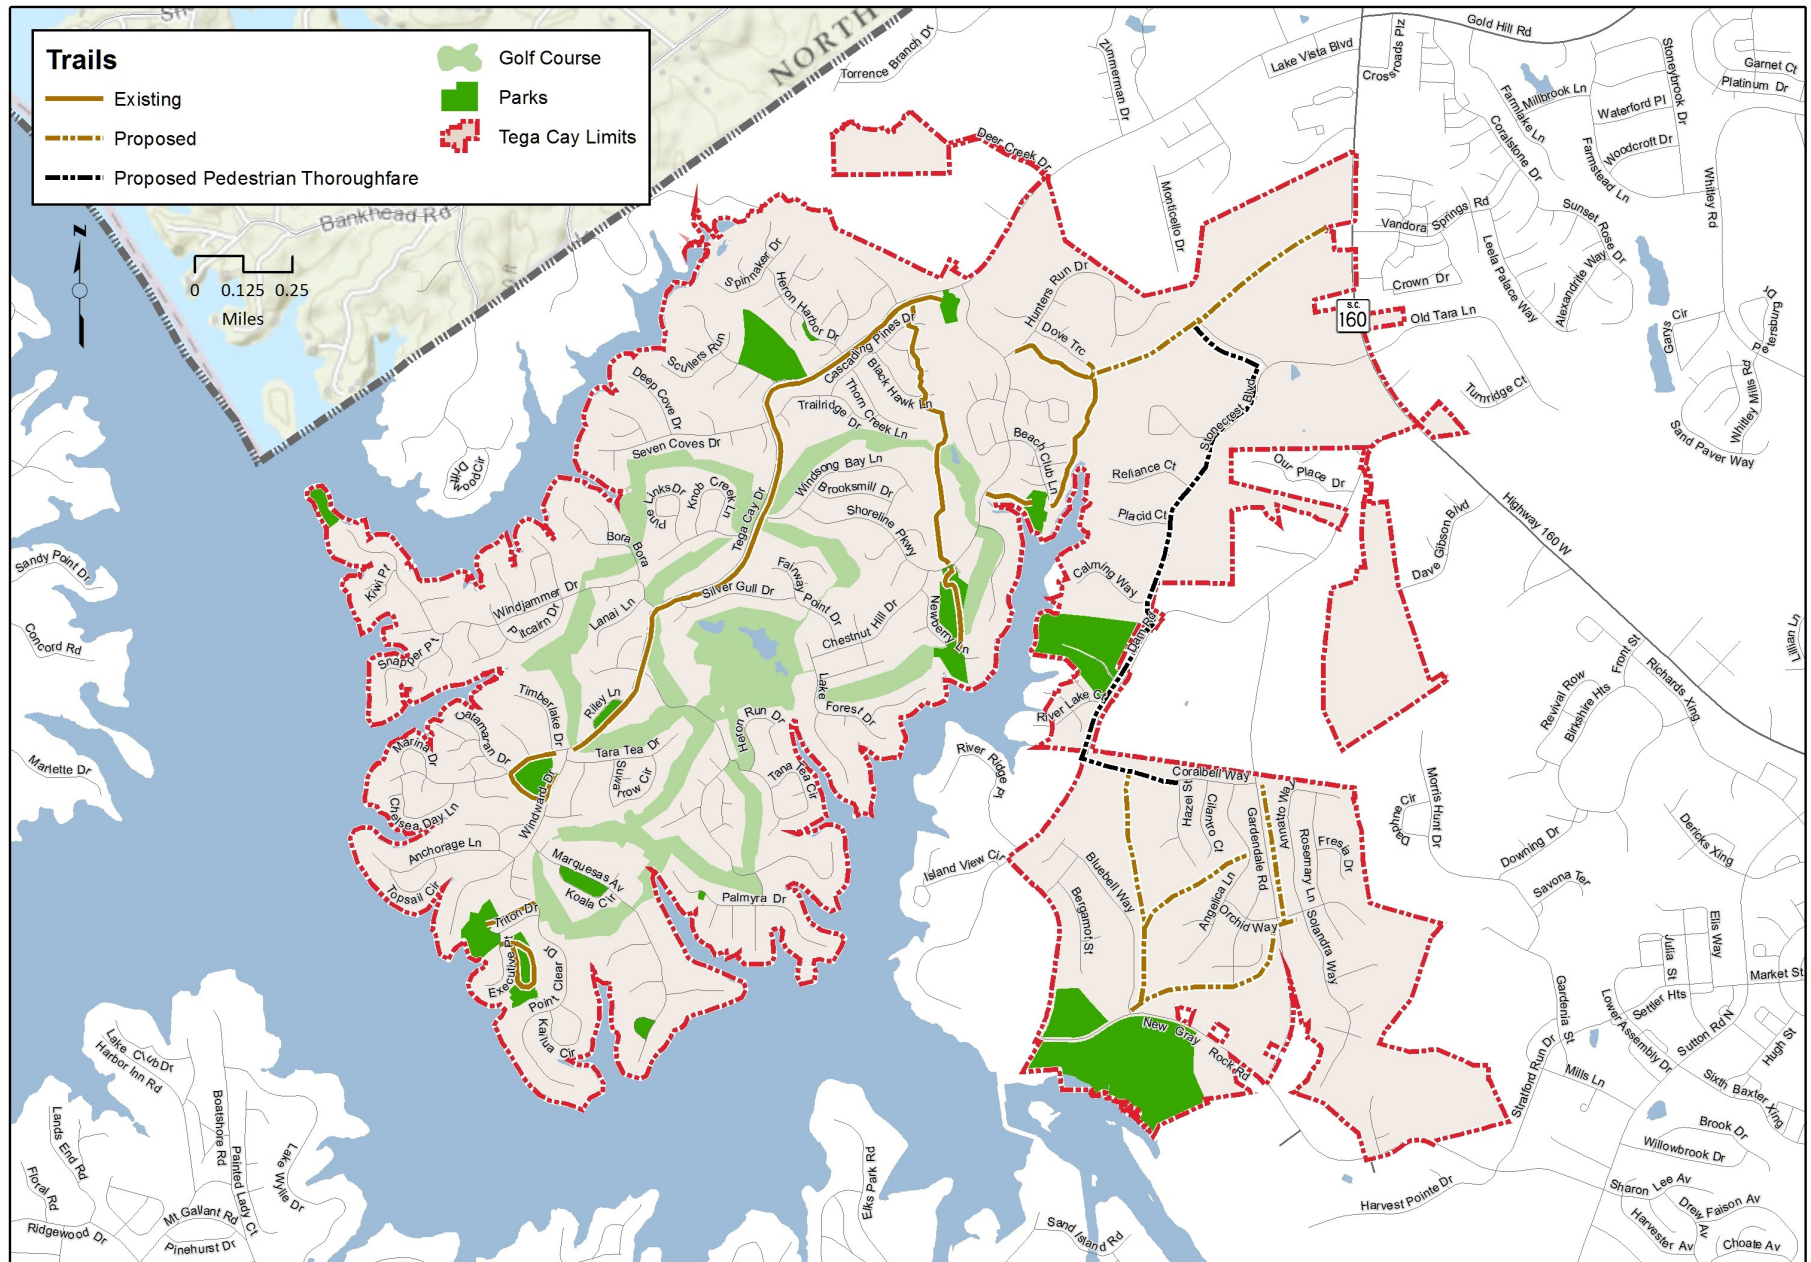 Trails
Existing
Proposed
Proposed Pedestrian Thoroughfare
Golf Course
Parks
Tega Cay Limits
NORTH
Bankhead Rd
N
0 0.125 0.25
Miles
Torrence Branch Dr
Zimmerman Dr
Lake Vista Blvd
Crossroads Plz
Gold Hill Rd
Stoneybrook Dr
Garnet Ct
Platinum Dr
Farmlake Ln
Millbrook Ln
Waterford Pl
Woodcroft Dr
Coralstone Dr
Farmstead Ln
Whitley Rd
Deer Creek Dr
Monticello Dr
Vandora Springs Rd
Sunset Rose Dr
Leela Palace Way
Alexandrite Way
Crown Dr
Old Tara Ln
S.C.
160
Garys Cir
Petersburg Dr
Whitley Mills Rd
Sand Paver Way
Turnridge Ct
Spinnaker Dr
Heron Harbor Dr
Hunters Run Dr
Dove Trc
Scullers Run
Cascading Pines Dr
Black Hawk Ln
Deep Cove Dr
Thorn Creek Ln
Trailridge Dr
Seven Coves Dr
Beach Club Ln
Stonecrest Blvd
Reliance Ct
Our Place Dr
Driftwood Cir
Windsong Bay Ln
Brooksmill Dr
Shoreline Pkwy
Pine Links Dr
Knob Creek Ln
Tega Cay Dr
Placid Ct
Dave Gibson Blvd
Highway 160 W
Bora Bora
Sandy Point Dr
Kiwi Pt
Windjammer Dr
Pitcairn Dr
Lanai Ln
Silver Gull Dr
Fairway Point Dr
Chestnut Hill Dr
Newberry Ln
Calming Way
Dam Rd
Concord Rd
Snapper Pt
Lillian Ln
Front St
Richards Xing
Revival Row
Birkshire Hts
Timberlake Dr
Riley Ln
Lake Forest Dr
River Lake Ct
Catamaran Dr
Marina Dr
Heron Run Dr
Tara Tea Dr
Suwarrow Cir
Tana Tea Cir
River Ridge Pl
Marlette Dr
Coralbell Way
Windward Dr
Chelsea Day Ln
Hazel St
Cilantro Ct
Gardendale Rd
Annatto Way
Rosemary Ln
Fresia Dr
Daphne Cir
Morris Hunt Dr
Dericks Xing
Downing Dr
Anchorage Ln
Island View Cir
Marquesas Av
Koala Cir
Topsail Cir
Palmyra Dr
Bluebell Way
Bergamot St
Angelica Ln
Orchid Way
Solandra Way
Savona Ter
Triton Dr
Executive Pt
Point Clear Dr
Kailua Cir
Elis Way
Julia St
Market St
Gardenia St
Settler Hts
Lower Assembly Dr
Sutton Rd N
Hugh St
New Gray Rock Rd
Stratford Run Dr
Mills Ln
Sixth Baxter Xing
Lake Club Dr
Harbor Inn Rd
Boatshore Rd
Lands End Rd
Painted Lady Ct
Lake Wylie Dr
Floral Rd
Mt Gallant Rd
Ridgewood Dr
Pinehurst Dr
Elks Park Rd
Sand Island Rd
Brook Dr
Willowbrook Dr
Harvest Pointe Dr
Sharon Lee Av
Drew Av
Faison Av
Harvester Av
Choate Av